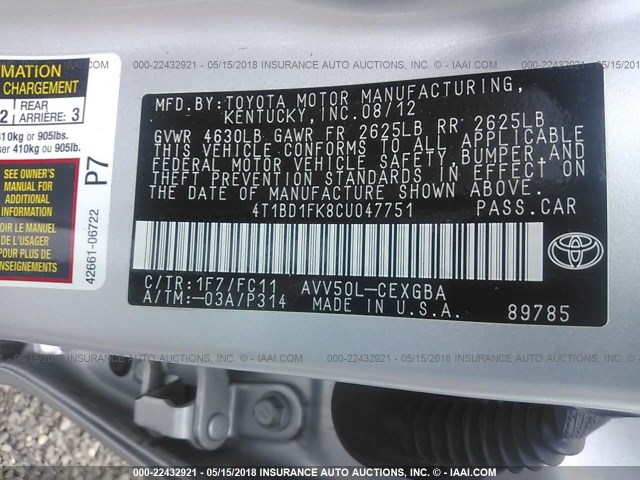 000-22432921 - 05/15/2018 INSURANCE AUTO AUCTIONS, INC. - © IAAI.COM
MATION
CHARGEMENT
2 REAR ARRIÈRE: 3
410kg or 905lbs.
ser 410kg ou 905lb.
SEE OWNER'S
MANUAL FOR
ADDITIONAL
INFORMATION
VOIR LE MANUEL
DE L'USAGER
POUR PLUS DE
RENSEIGNEMENTS
P7
42661-06722
MFD.BY:TOYOTA MOTOR MANUFACTURING,
KENTUCKY, INC.08/12
GVWR 4630LB GAWR FR 2625LB RR 2625LB
THIS VEHICLE CONFORMS TO ALL APPLICABLE
FEDERAL MOTOR VEHICLE SAFETY, BUMPER, AND
THEFT PREVENTION STANDARDS IN EFFECT ON
THE DATE OF MANUFACTURE SHOWN ABOVE.
4T1BD1FK8CU047751 PASS.CAR
C/TR:1F7/FC11 AVV50L-CEXGBA
A/TM:-03A/P314 MADE IN U.S.A.
TOYOTA
89785
000-22432921 - 05/15/2018 INSURANCE AUTO AUCTIONS, INC. - © IAAI.COM
000-22432921 - 05/15/2018 INSURANCE AUTO AUCTIONS, INC. - © IAAI.COM